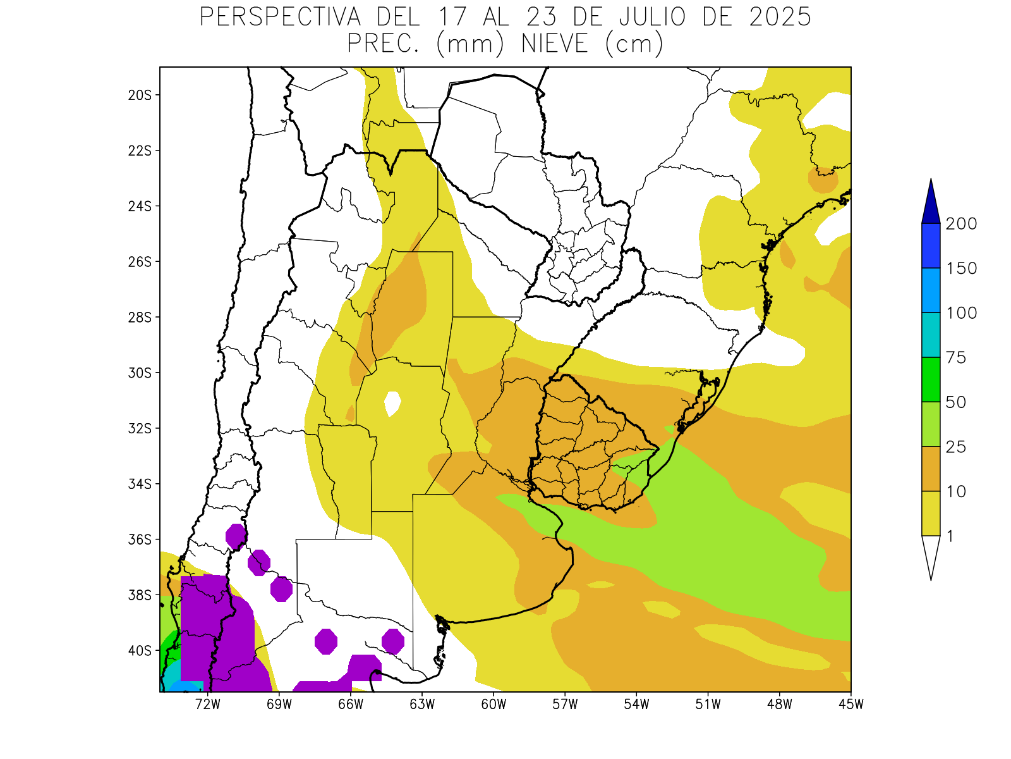 PERSPECTIVA DEL 17 AL 23 DE JULIO DE 2025
PREC. (mm) NIEVE (cm)
20S
22S
24S
26S
28S
30S
32S
34S
36S
38S
40S
72W 69W 66W 63W 60W 57W 54W 51W 48W 45W
200
150
100
75
50
25
10
1